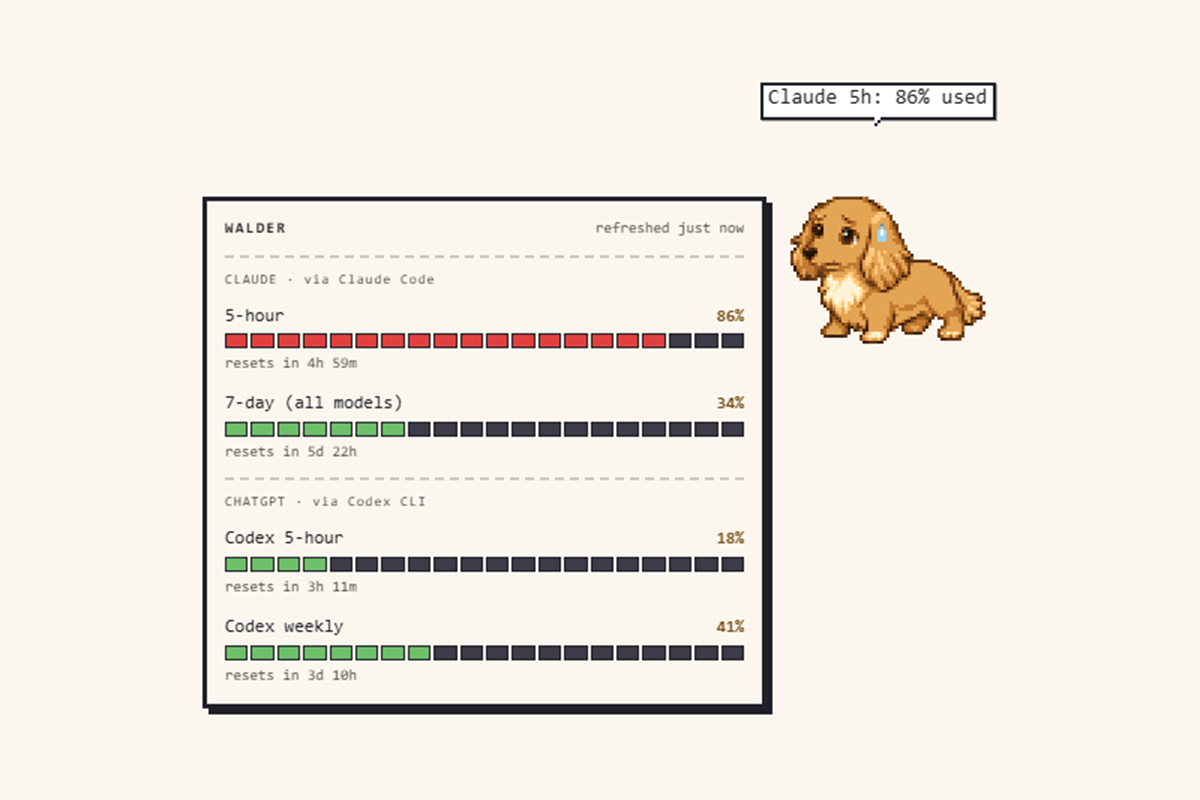 Claude 5h: 86% used
WALDER refreshed just now
CLAUDE · via Claude Code
5-hour 86%
resets in 4h 59m
7-day (all models) 34%
resets in 5d 22h
CHATGPT · via Codex CLI
Codex 5-hour 18%
resets in 3h 11m
Codex weekly 41%
resets in 3d 10h